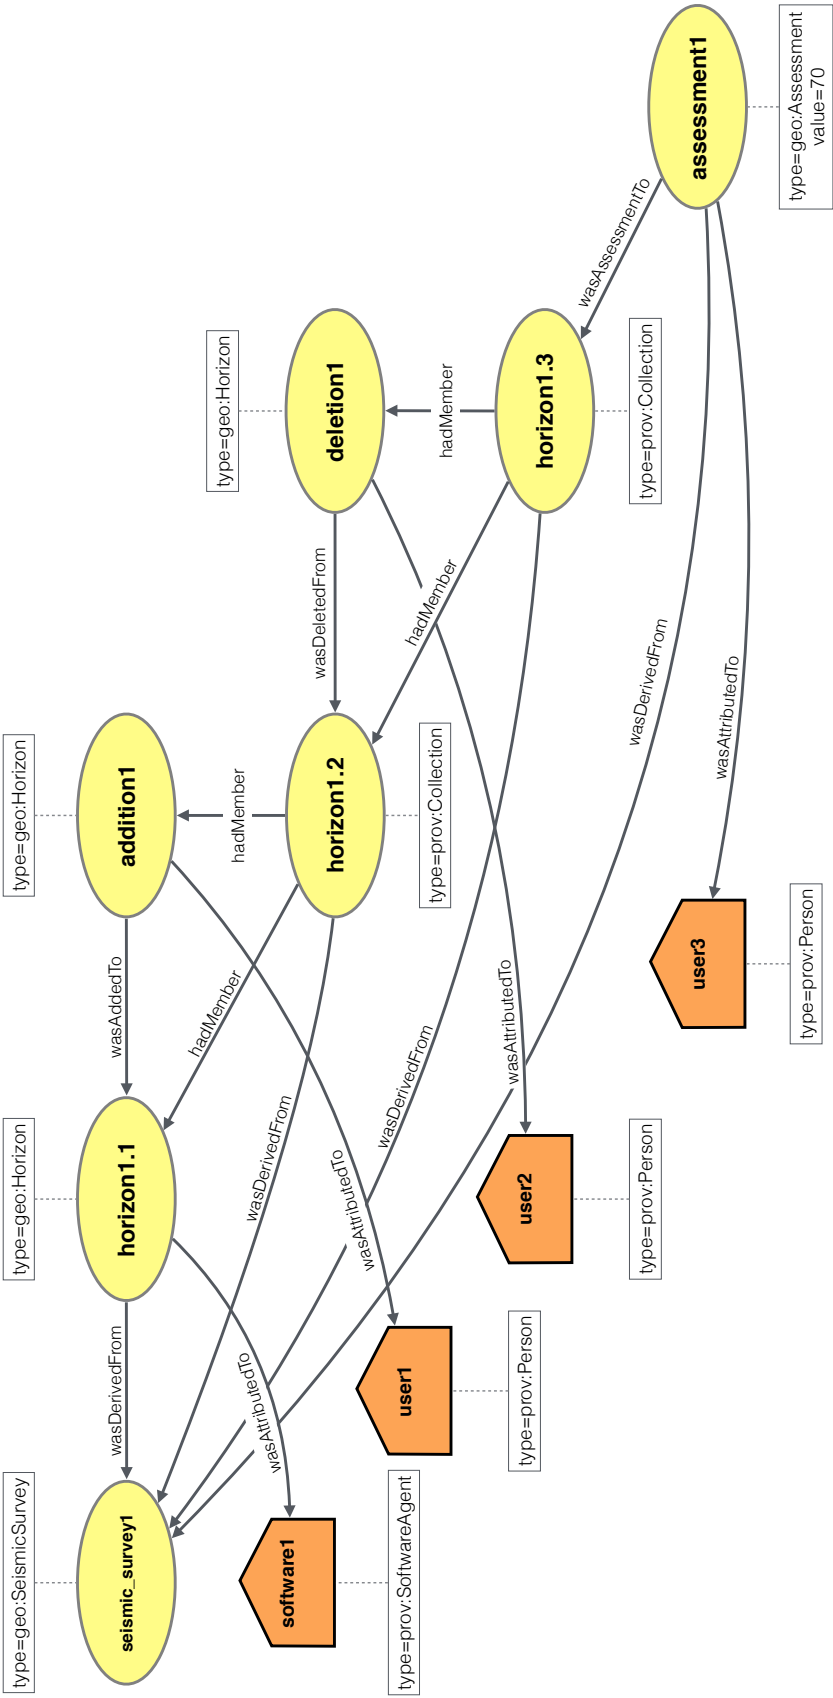 type=geo:SeismicSurvey
type=geo:Horizon
type=geo:Horizon
seismic_survey1
wasDerivedFrom
horizon1.1
wasAddedTo
addition1
type=geo:Horizon
hadMember
hadMember
software1
wasAttributedTo
wasDerivedFrom
horizon1.2
wasDeletedFrom
deletion1
type=prov:SoftwareAgent
user1
wasAttributedTo
wasDerivedFrom
type=prov:Collection
hadMember
hadMember
type=prov:Person
user2
wasAttributedTo
horizon1.3
wasAssessmentTo
type=prov:Person
wasDerivedFrom
type=prov:Collection
user3
wasAttributedTo
assessment1
type=prov:Person
type=geo:Assessment
value=70